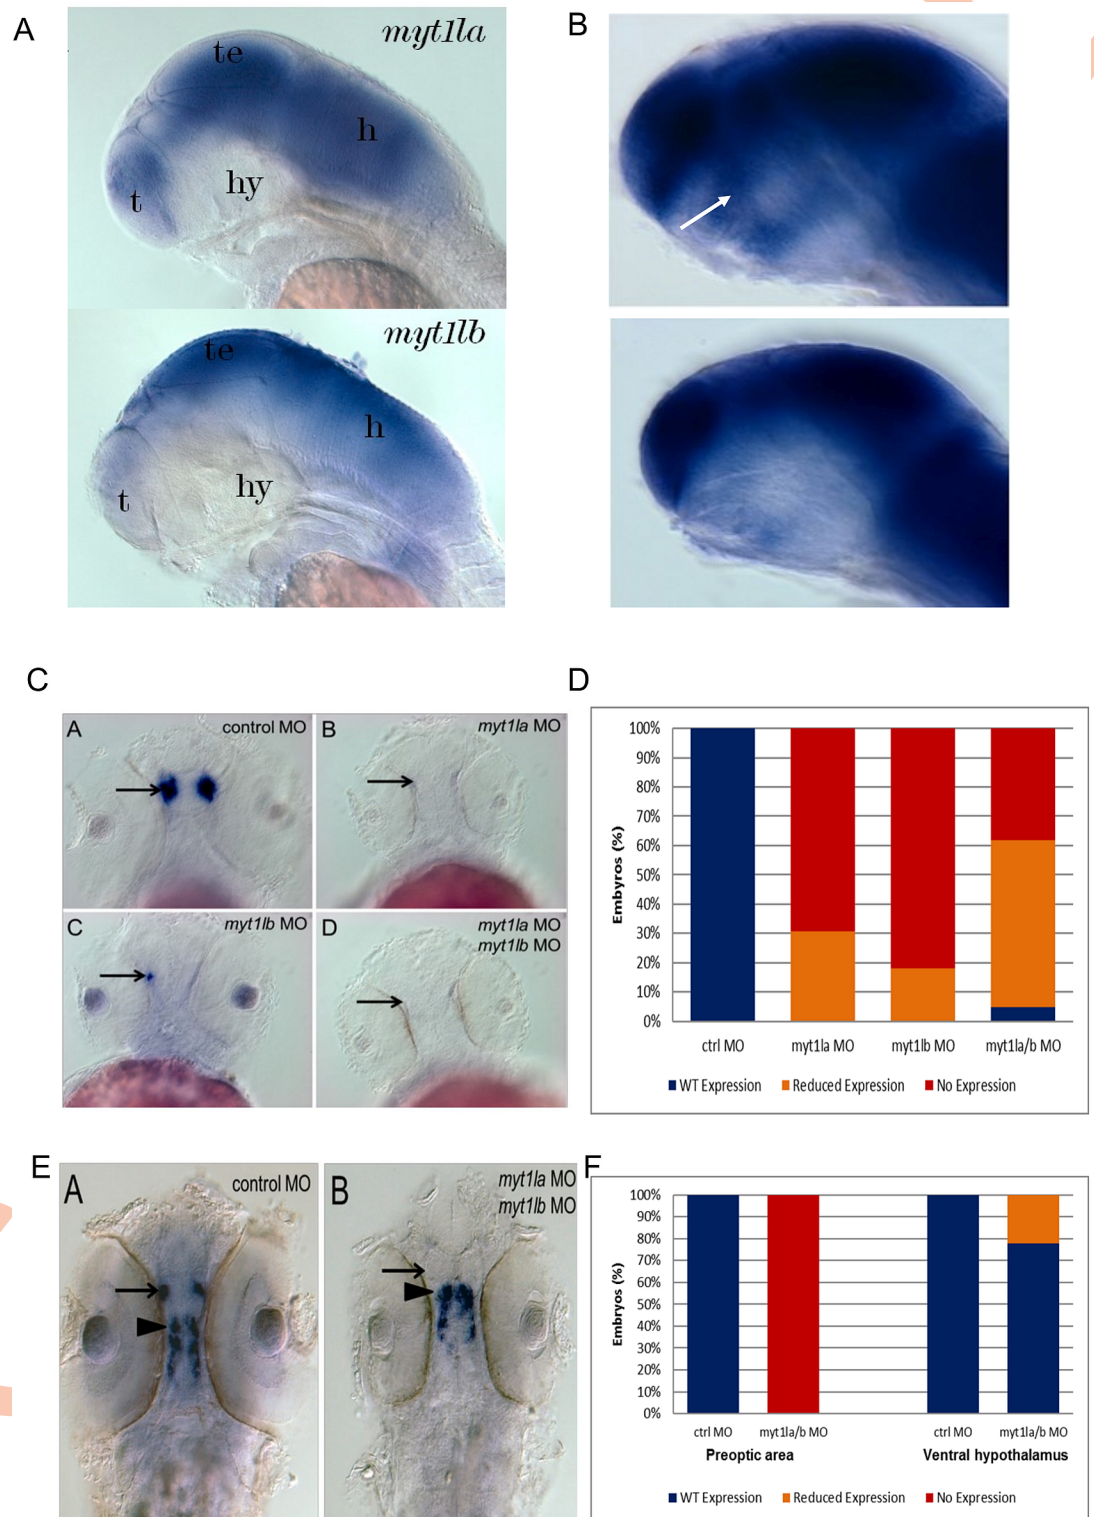 A
myt1la
te
h
hy
t
myt1lb
te
h
hy
t
B
C
A
control MO
B
myt1la MO
C
myt1lb MO
D
myt1la MO
myt1lb MO
D
100%
90%
80%
70%
60%
50%
40%
30%
20%
10%
0%
Embyros (%)
ctrl MO
myt1la MO
myt1lb MO
myt1la/b MO
WT Expression
Reduced Expression
No Expression
E
A
control MO
B
myt1la MO
myt1lb MO
F
100%
90%
80%
70%
60%
50%
40%
30%
20%
10%
0%
Embryos (%)
ctrl MO
myt1la/b MO
ctrl MO
myt1la/b MO
Preoptic area
Ventral hypothalamus
WT Expression
Reduced Expression
No Expression